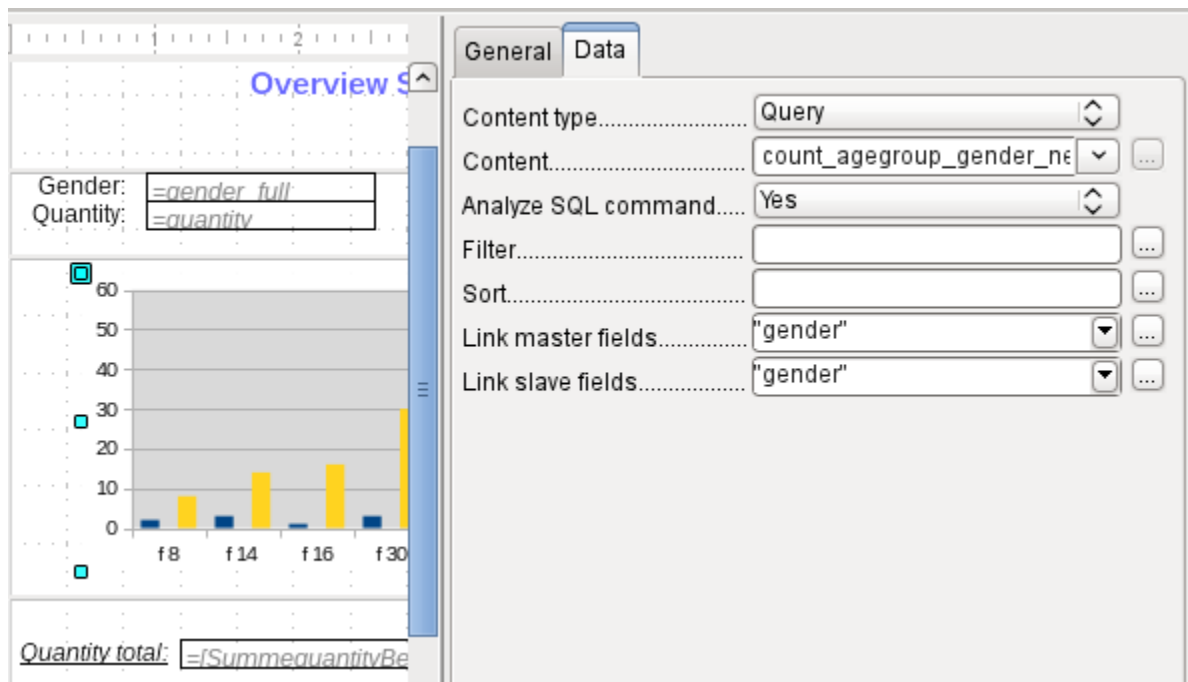 1 2
Overview S
Gender: =gender_full
Quantity: =quantity
60
50
40
30
20
10
0
f 8 f 14 f 16 f 30
Quantity total: =[SummequantityBe
General Data
Content type........................ Query
Content............................... count_agegroup_gender_ne ...
Analyze SQL command..... Yes
Filter..................................... ...
Sort...................................... ...
Link master fields............... "gender" ...
Link slave fields.................. "gender" ...